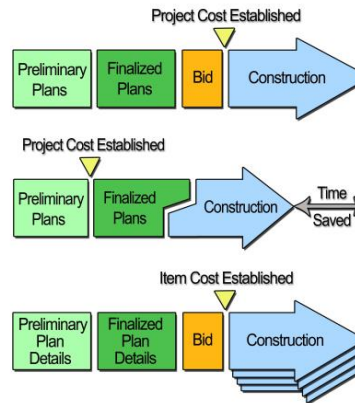 Project Cost Established
Preliminary
Plans
Finalized
Plans
Bid
Construction
Project Cost Established
Preliminary
Plans
Finalized
Plans
Construction
Time
Saved
Item Cost Established
Preliminary
Plan
Details
Finalized
Plan
Details
Bid
Construction